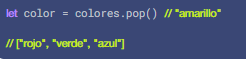 let color = colores.pop() // "amarillo"
// ["rojo", "verde", "azul"]